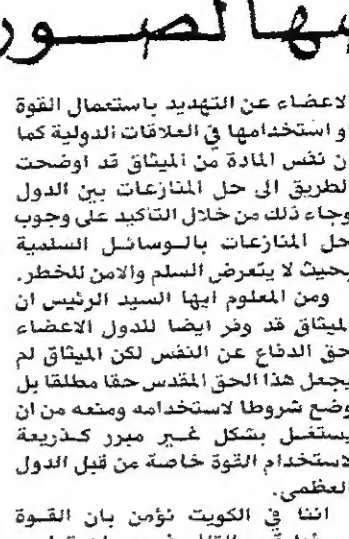 لاعضاء عن التهديد باستعمال القوة
او استخدامها في العلاقات الدولية كما
ن نفس المادة من الميثاق قد اوضحت
لطريق الى حل المنازعات بين الدول
وجاء ذلك من خلال التاكيد على وجوب
حل المنازعات بالوسائل السلمية
بحيث لا يتعرض السلم والامن للخطر.
ومن المعلوم ايها السيد الرئيس ان
لميثاق قد وفر ايضا للدول الاعضاء
حق الدفاع عن النفس لكن الميثاق لم
يجعل هذا الحق المقدس حقا مطلقا بل
وضع شروطا لاستخدامه ومنعه من ان
يستغل بشكل غير مبرر كذريعة
لاستخدام القوة خاصة من قبل الدول
لعظمى.
اننا في الكويت نؤمن بان القوة